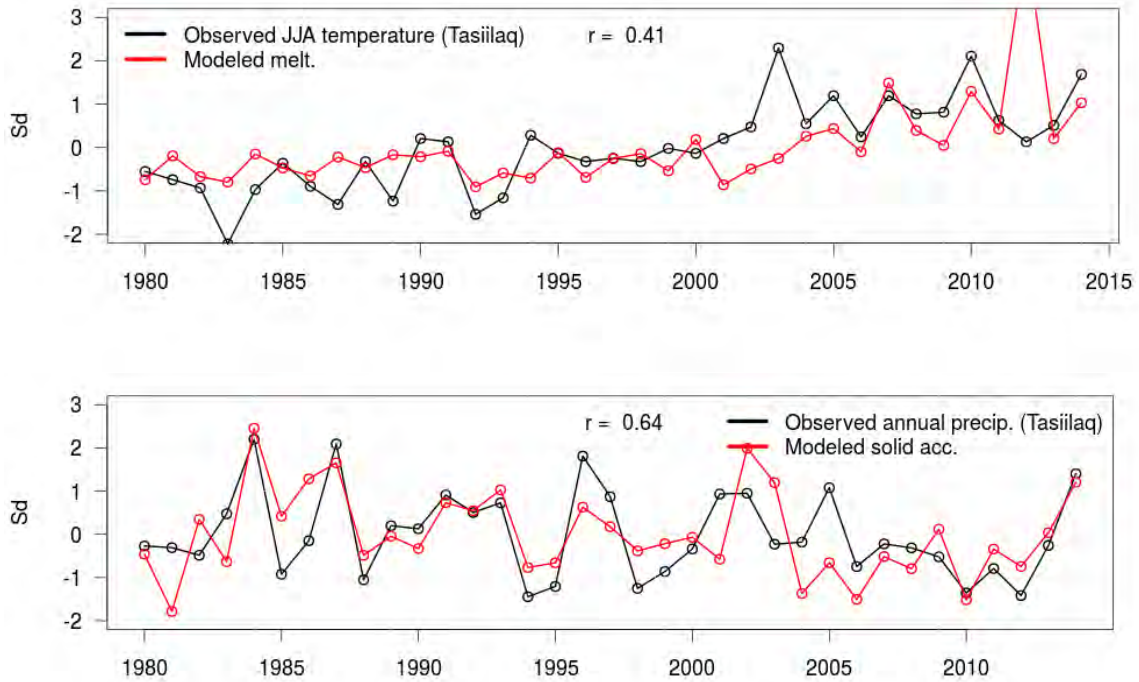 3
2
1
0
-1
-2
Sd
Observed JJA temperature (Tasiilaq)
r = 0.41
Modeled melt.
1980 1985 1990 1995 2000 2005 2010 2015
3
2
1
0
-1
-2
Sd
r = 0.64
Observed annual precip. (Tasiilaq)
Modeled solid acc.
1980 1985 1990 1995 2000 2005 2010